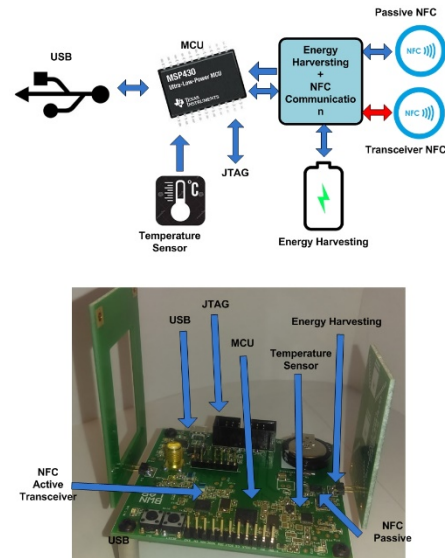 Passive NFC
USB
MCU
MSP430
Ultra-Low-Power MCU
TEXAS
INSTRUMENTS
Energy
Harversting
+
NFC
Communicatio
n
NFC
NFC
°C
JTAG
Transceiver NFC
Temperature
Sensor
Energy Harvesting
JTAG
USB
Energy Harvesting
MCU
Temperature
Sensor
NFC
Active
Transceiver
NFC
Passive
USB